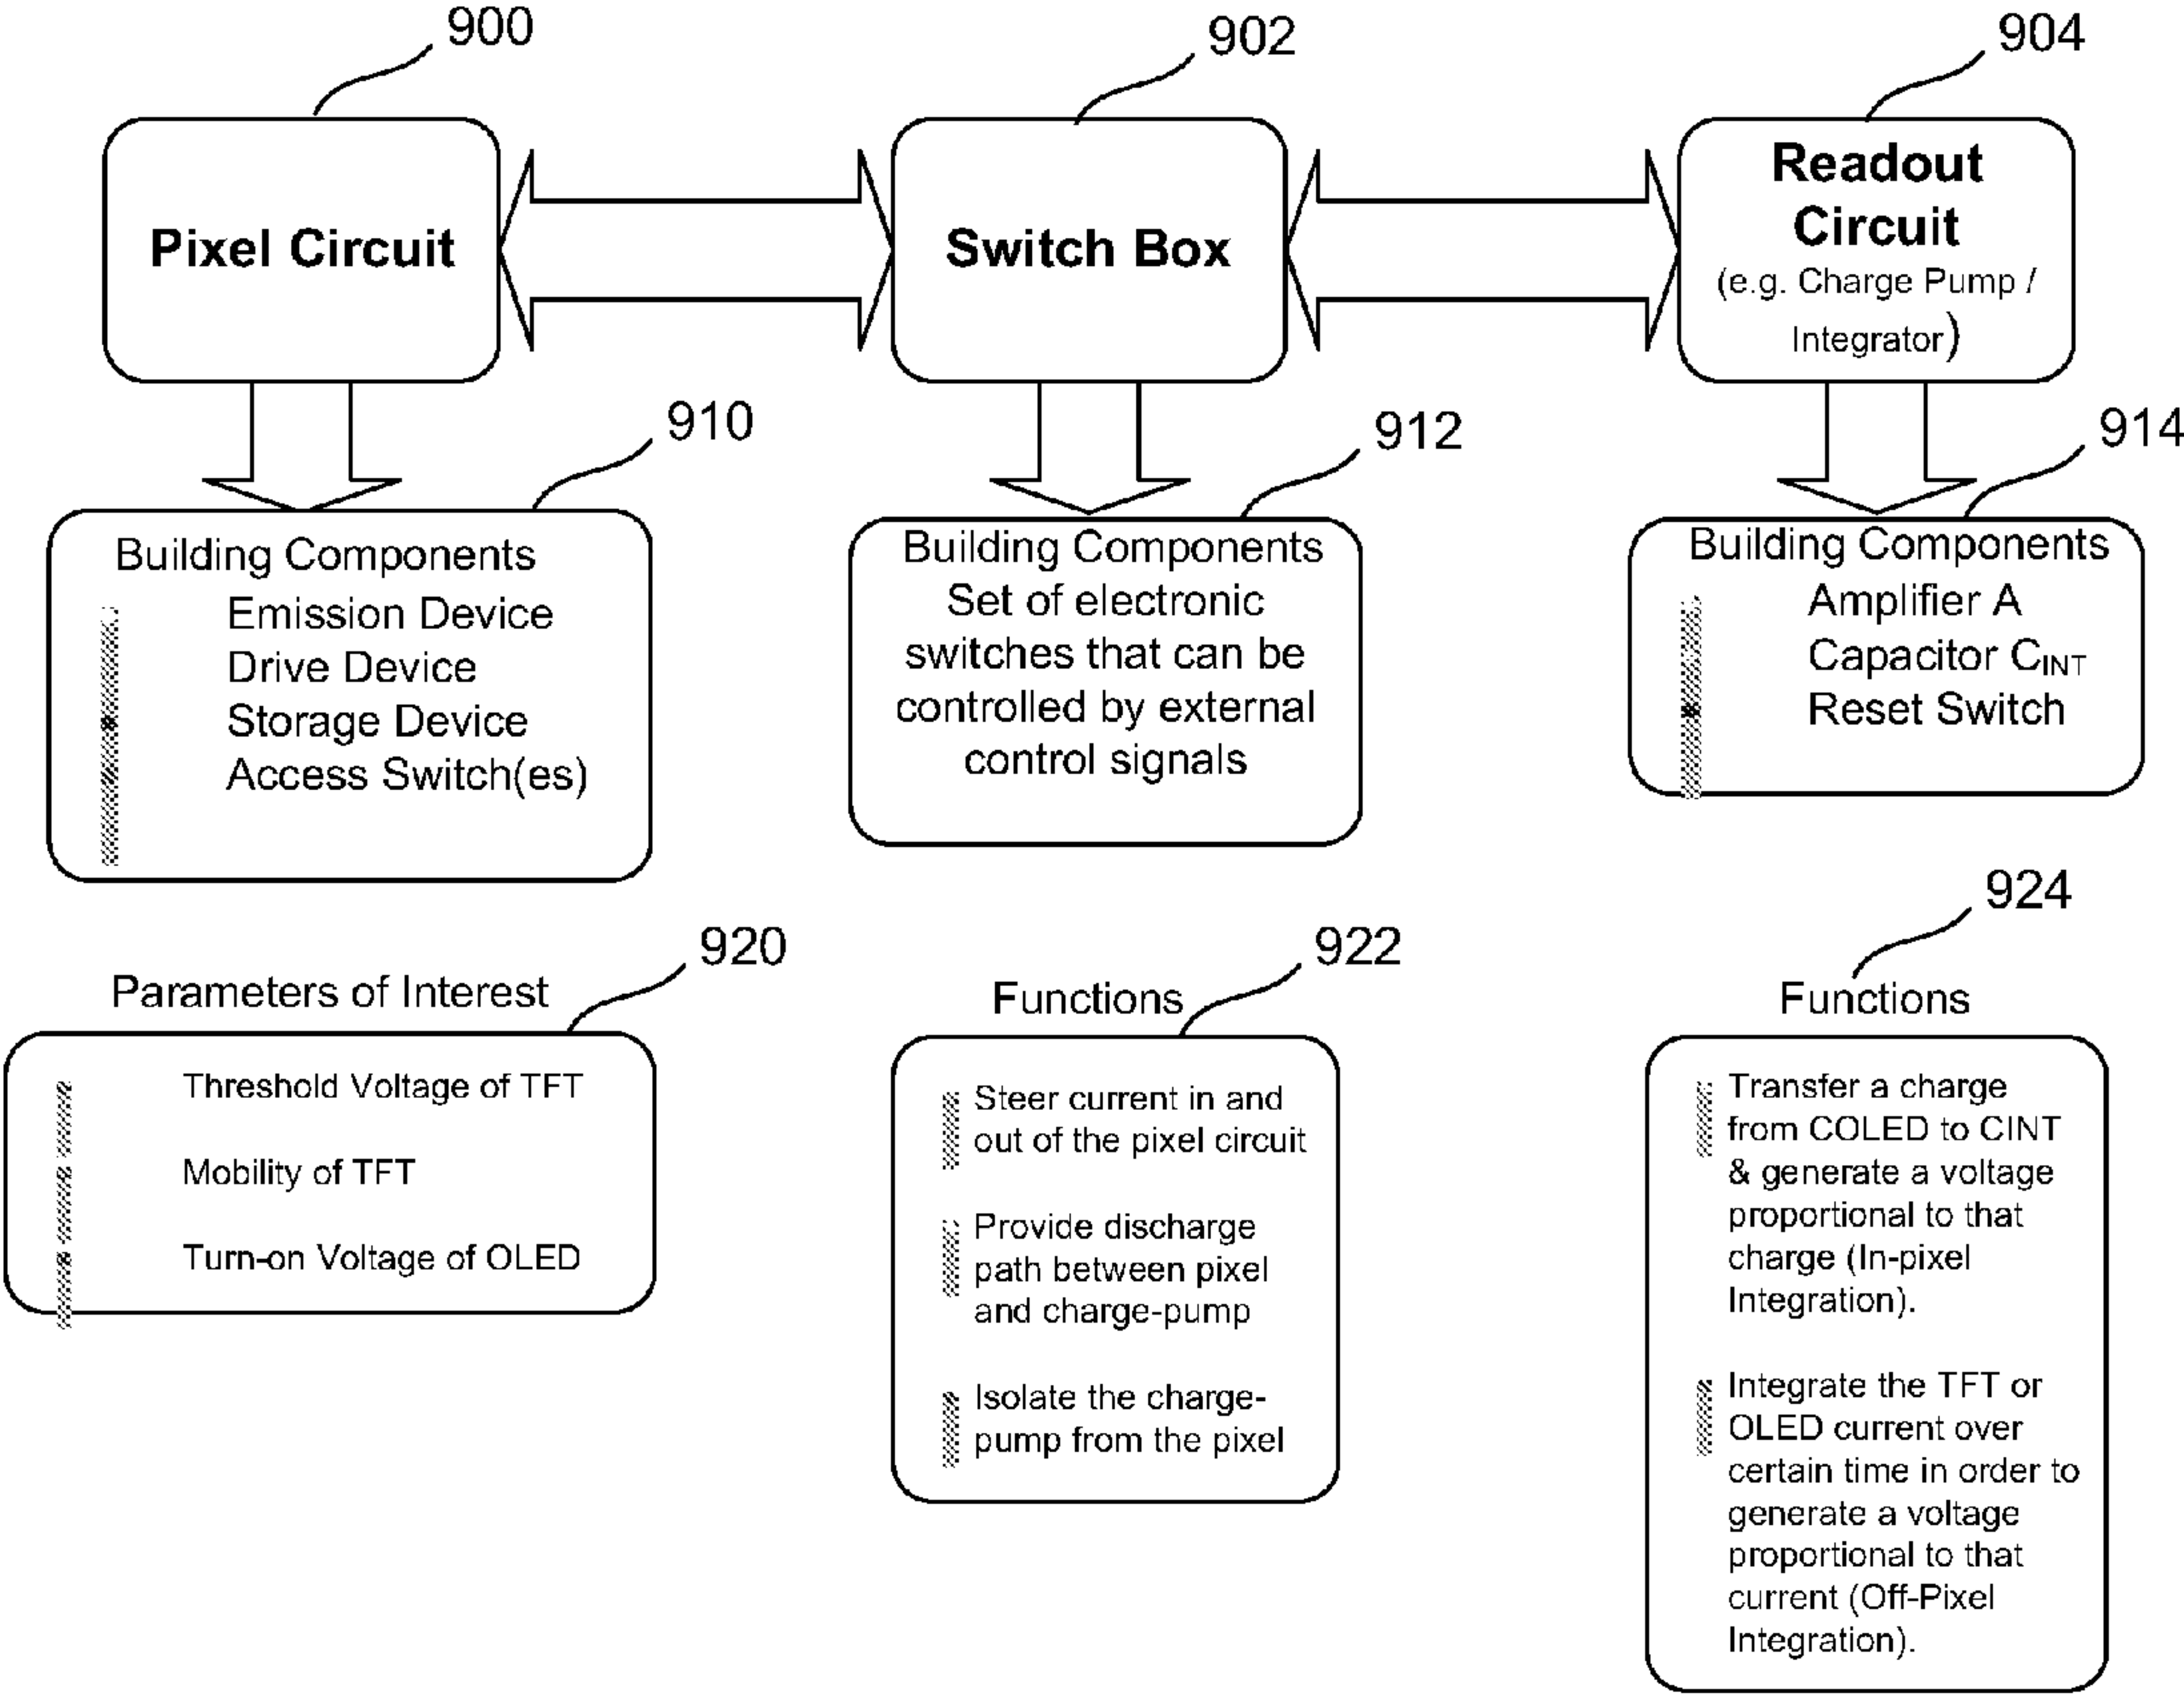 900
902
904
Pixel Circuit
Switch Box
Readout
Circuit
(e.g. Charge Pump /
Integrator)
910
912
914
Building Components
Emission Device
Drive Device
Storage Device
Access Switch(es)
Building Components
Set of electronic
switches that can be
controlled by external
control signals
Building Components
Amplifier A
Capacitor CINT
Reset Switch
920
922
924
Parameters of Interest
Threshold Voltage of TFT
Mobility of TFT
Turn-on Voltage of OLED
Functions
Steer current in and
out of the pixel circuit
Provide discharge
path between pixel
and charge-pump
Isolate the charge-
pump from the pixel
Functions
Transfer a charge
from COLED to CINT
& generate a voltage
proportional to that
charge (In-pixel
Integration).
Integrate the TFT or
OLED current over
certain time in order to
generate a voltage
proportional to that
current (Off-Pixel
Integration).